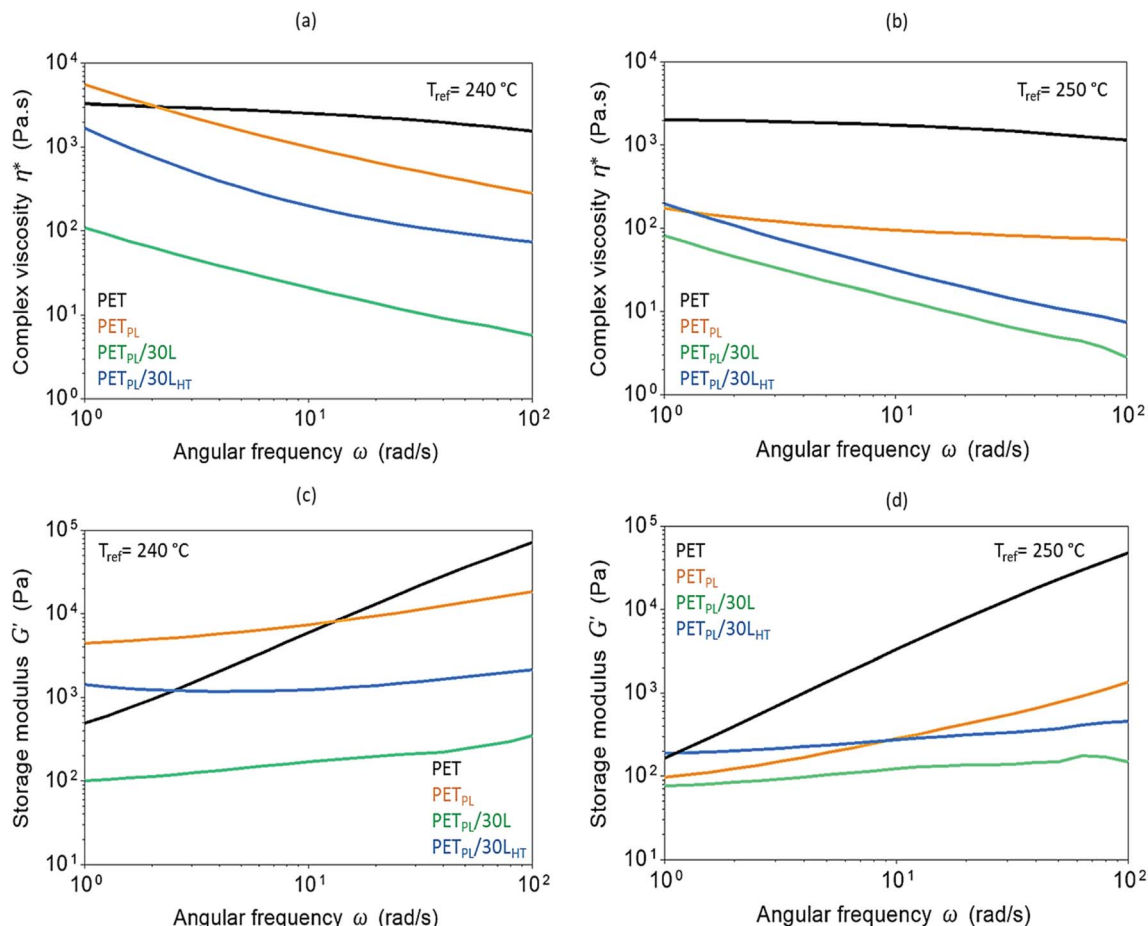 (a)
10⁴
10³
10²
10¹
10⁰
Complex viscosity η* (Pa.s)
T_ref= 240 °C
PET
PET_PL
PET_PL/30L
PET_PL/30L_HT
10⁰
10¹
10²
Angular frequency ω (rad/s)
(b)
10⁴
10³
10²
10¹
10⁰
Complex viscosity η* (Pa.s)
T_ref= 250 °C
PET
PET_PL
PET_PL/30L
PET_PL/30L_HT
10⁰
10¹
10²
Angular frequency ω (rad/s)
(c)
10⁵
10⁴
10³
10²
10¹
Storage modulus G′ (Pa)
T_ref= 240 °C
PET
PET_PL
PET_PL/30L
PET_PL/30L_HT
10⁰
10¹
10²
Angular frequency ω (rad/s)
(d)
10⁵
10⁴
10³
10²
10¹
Storage modulus G′ (Pa)
PET
PET_PL
PET_PL/30L
PET_PL/30L_HT
T_ref= 250 °C
10⁰
10¹
10²
Angular frequency ω (rad/s)